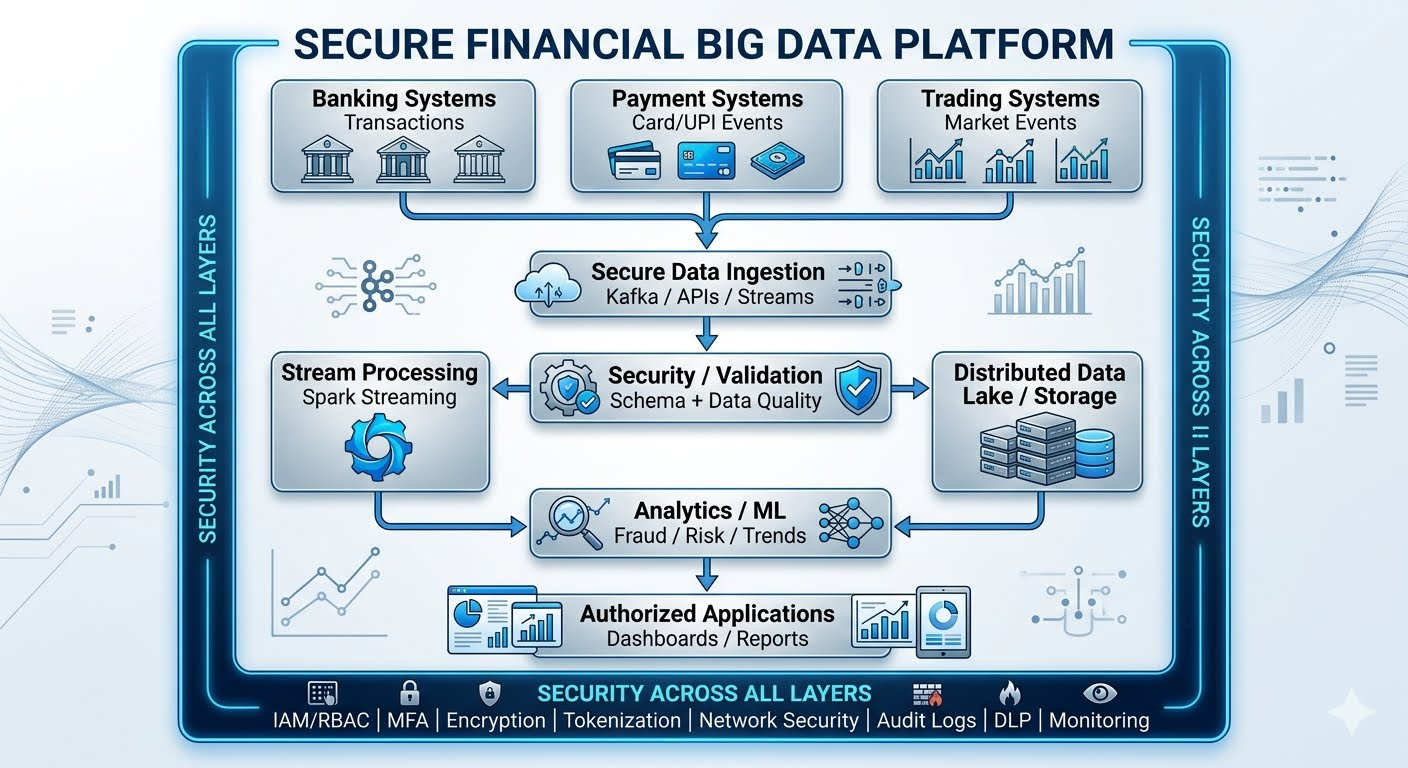 SECURE FINANCIAL BIG DATA PLATFORM
Banking Systems
Transactions
Payment Systems
Card/UPI Events
Trading Systems
Market Events
SECURITY ACROSS ALL LAYERS
SECURITY ACROSS II LAYERS
Secure Data Ingestion
Kafka / APIs / Streams
Stream Processing
Spark Streaming
Security / Validation
Schema + Data Quality
Distributed Data
Lake / Storage
Analytics / ML
Fraud / Risk / Trends
Authorized Applications
Dashboards / Reports
SECURITY ACROSS ALL LAYERS
IAM/RBAC | MFA | Encryption | Tokenization | Network Security | Audit Logs | DLP | Monitoring